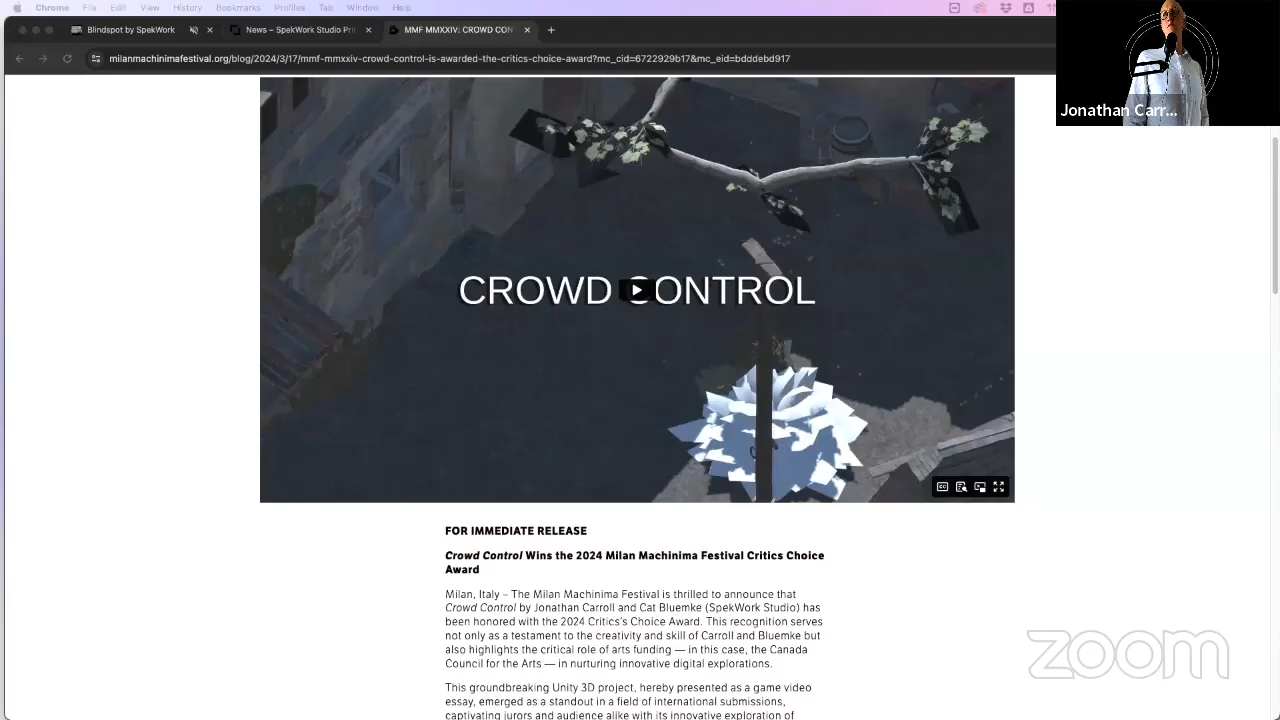 Chrome File Edit View History Bookmarks Profiles Tab Window Help
Blindspot by SpekWork
News – SpekWork Studio Pri
MMF MMXXIV: CROWD CON
milanmachinimafestival.org/blog/2024/3/17/mmf-mmxxiv-crowd-control-is-awarded-the-critics-choice-award?mc_cid=6722929b17&mc_eid=bdddebd917
Jonathan Carr...
CROWD CONTROL
CC
FOR IMMEDIATE RELEASE
Crowd Control Wins the 2024 Milan Machinima Festival Critics Choice
Award
Milan, Italy – The Milan Machinima Festival is thrilled to announce that
Crowd Control by Jonathan Carroll and Cat Bluemke (SpekWork Studio) has
been honored with the 2024 Critics's Choice Award. This recognition serves
not only as a testament to the creativity and skill of Carroll and Bluemke but
also highlights the critical role of arts funding — in this case, the Canada
Council for the Arts — in nurturing innovative digital explorations.
This groundbreaking Unity 3D project, hereby presented as a game video
essay, emerged as a standout in a field of international submissions,
captivating jurors and audience alike with its innovative exploration of
zoom